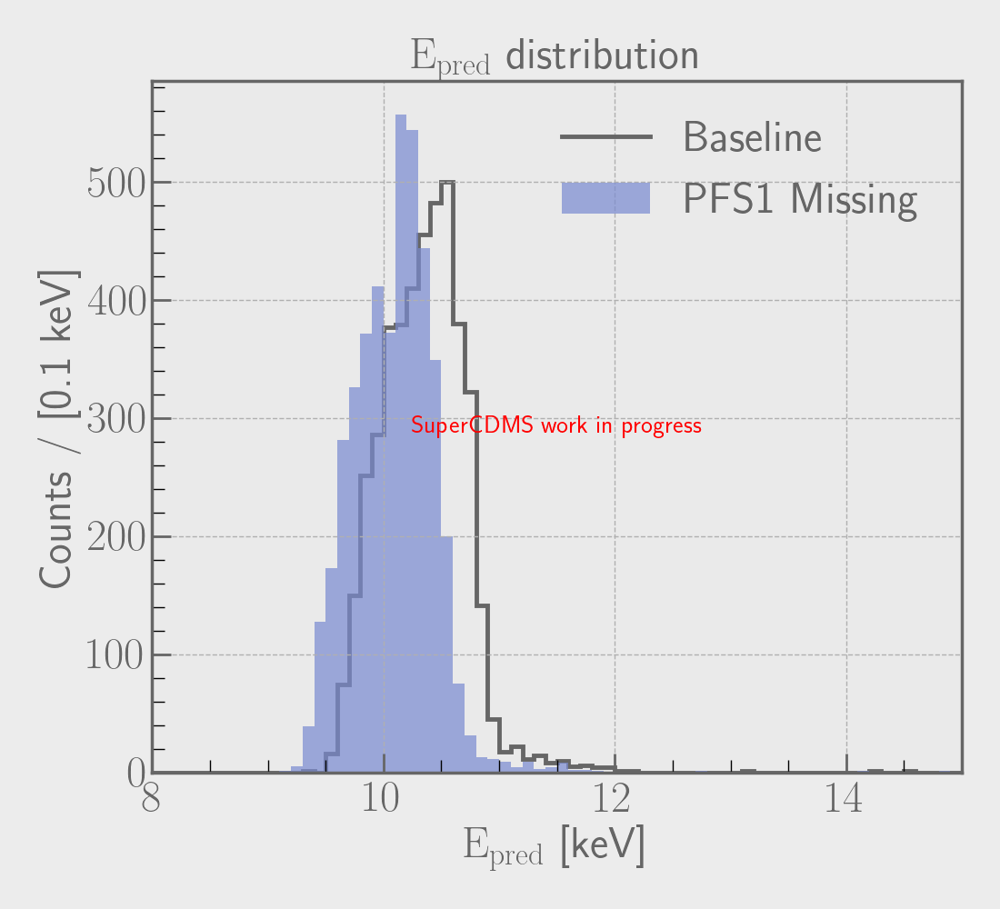 E_pred distribution
Baseline
PFS1 Missing
Counts / [0.1 keV]
500
400
300
200
100
0
SuperCDMS work in progress
8 10 12 14
E_pred [keV]